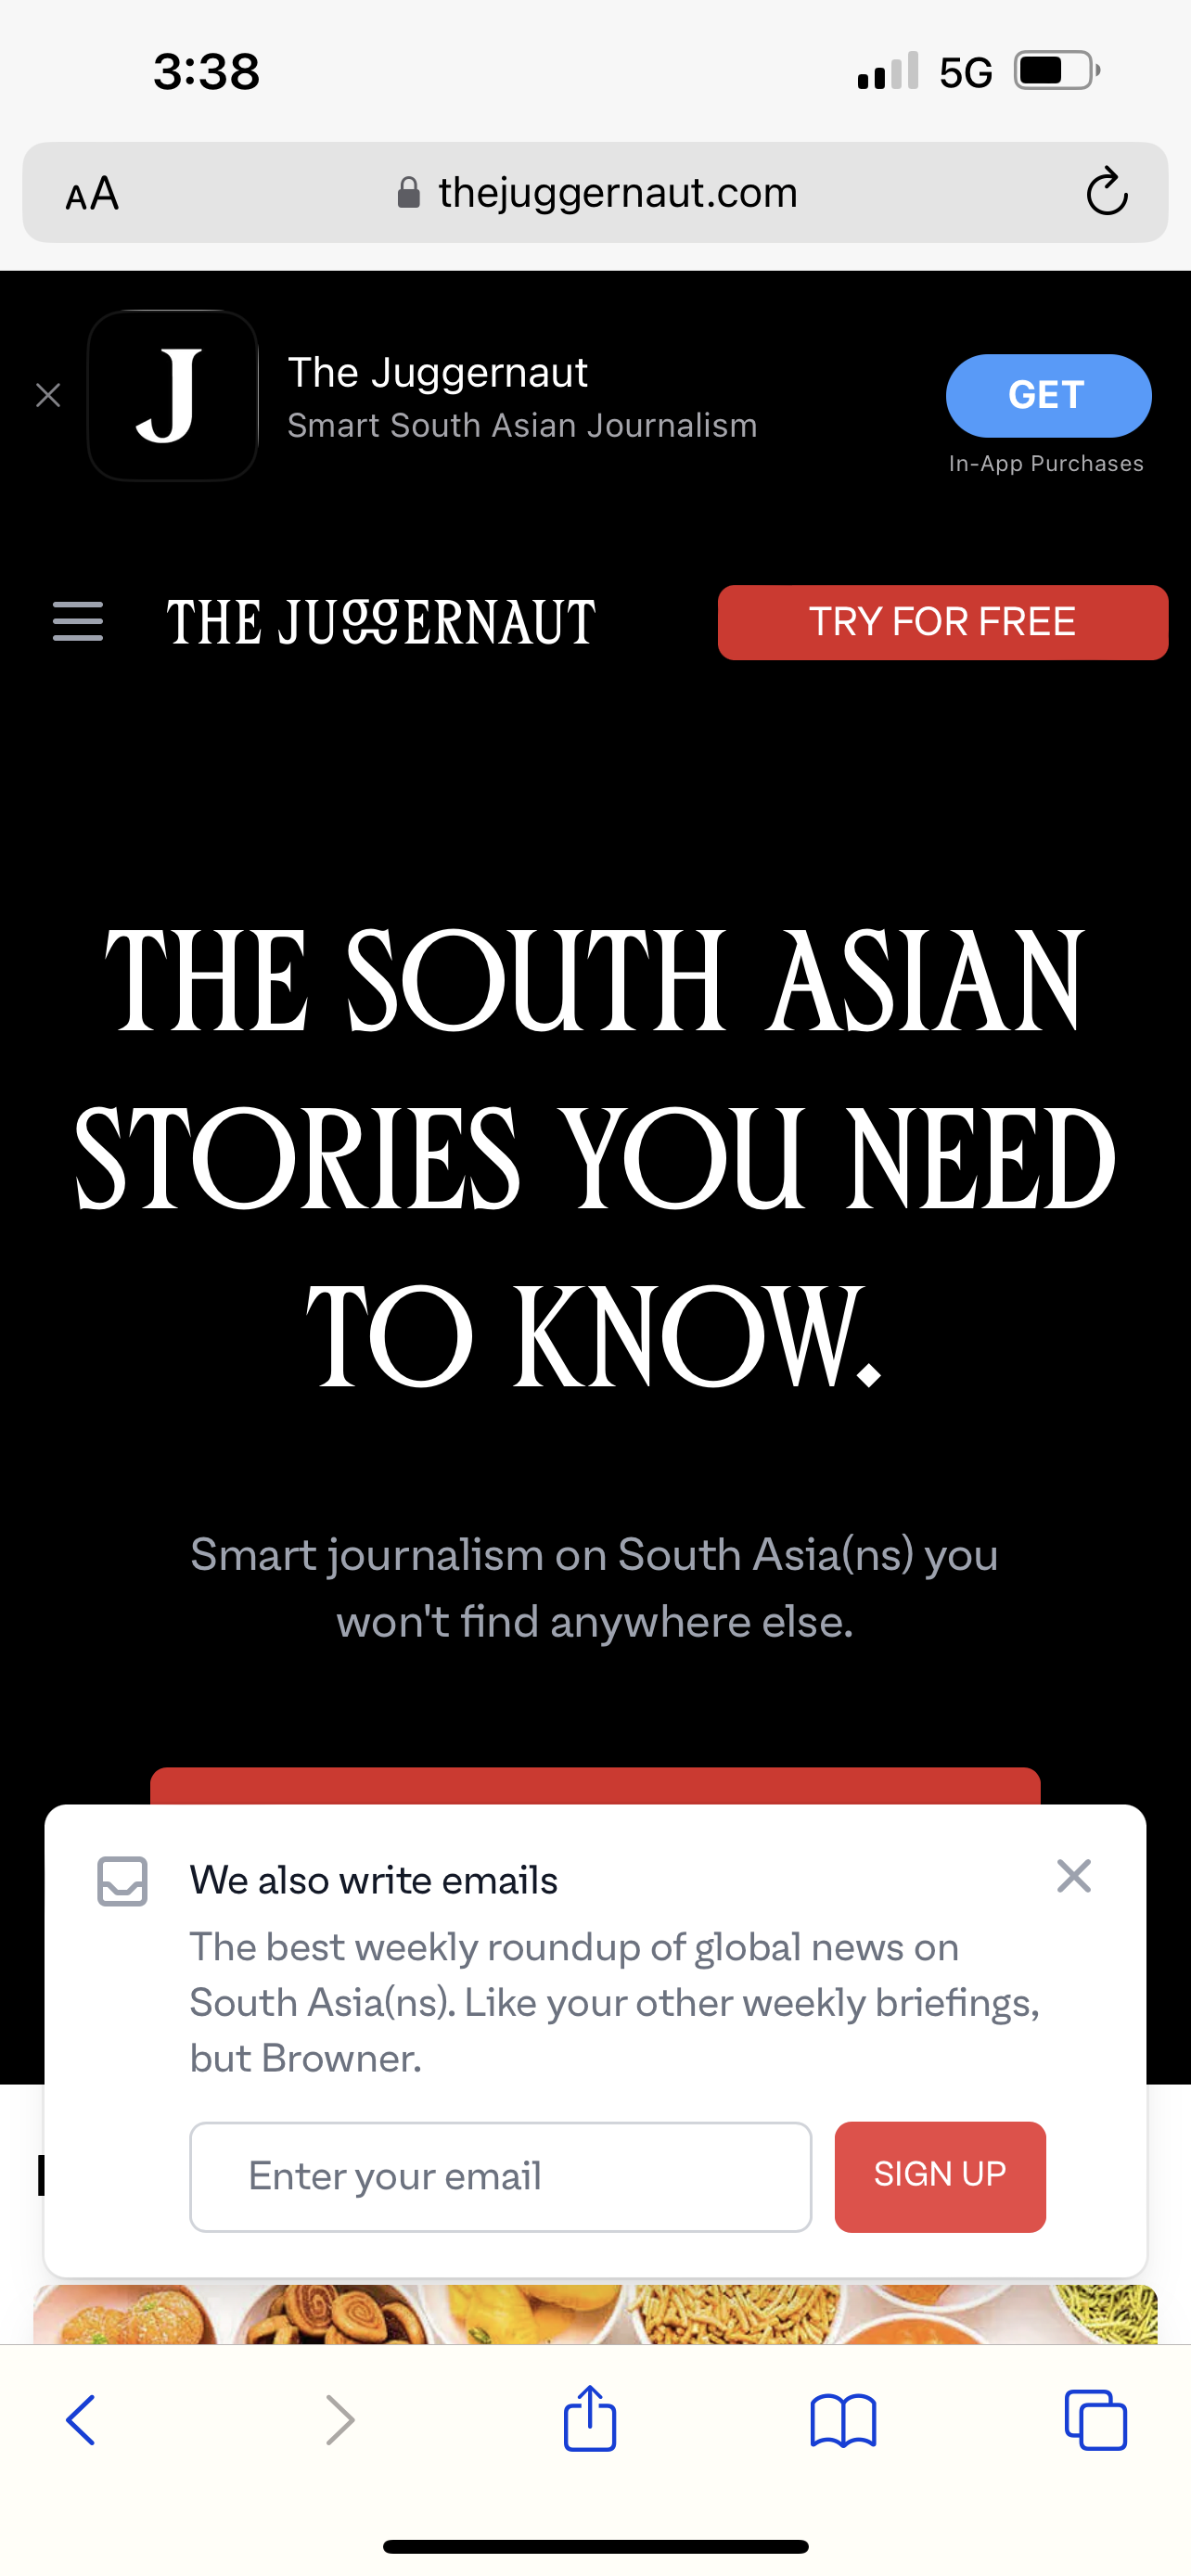 3:38
5G
AA
thejuggernaut.com
J
The Juggernaut
Smart South Asian Journalism
GET
In-App Purchases
THE JUGGERNAUT
TRY FOR FREE
THE SOUTH ASIAN
STORIES YOU NEED
TO KNOW.
Smart journalism on South Asia(ns) you
won't find anywhere else.
We also write emails
The best weekly roundup of global news on
South Asia(ns). Like your other weekly briefings,
but Browner.
Enter your email
SIGN UP